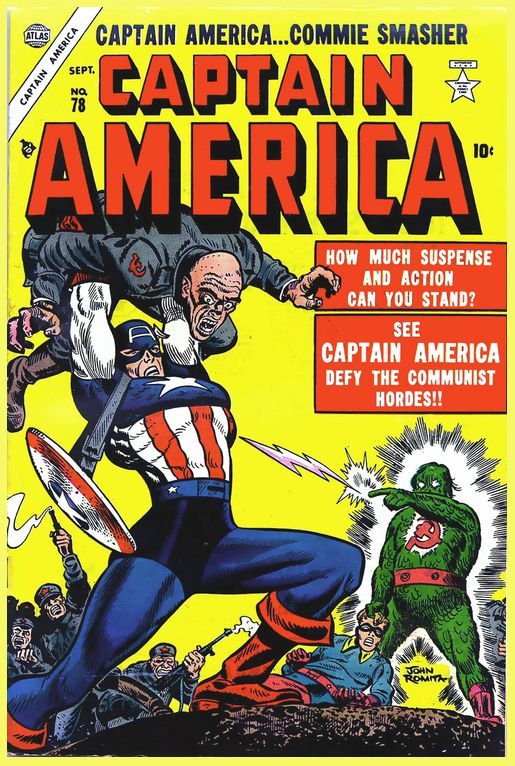 ATLAS
CAPTAIN AMERICA
CAPTAIN AMERICA...COMMIE SMASHER
SEPT.
NO.
78
CAPTAIN
AMERICA
10¢
HOW MUCH SUSPENSE
AND ACTION
CAN YOU STAND?
SEE
CAPTAIN AMERICA
DEFY THE COMMUNIST
HORDES!!
A
JOHN
ROMITA